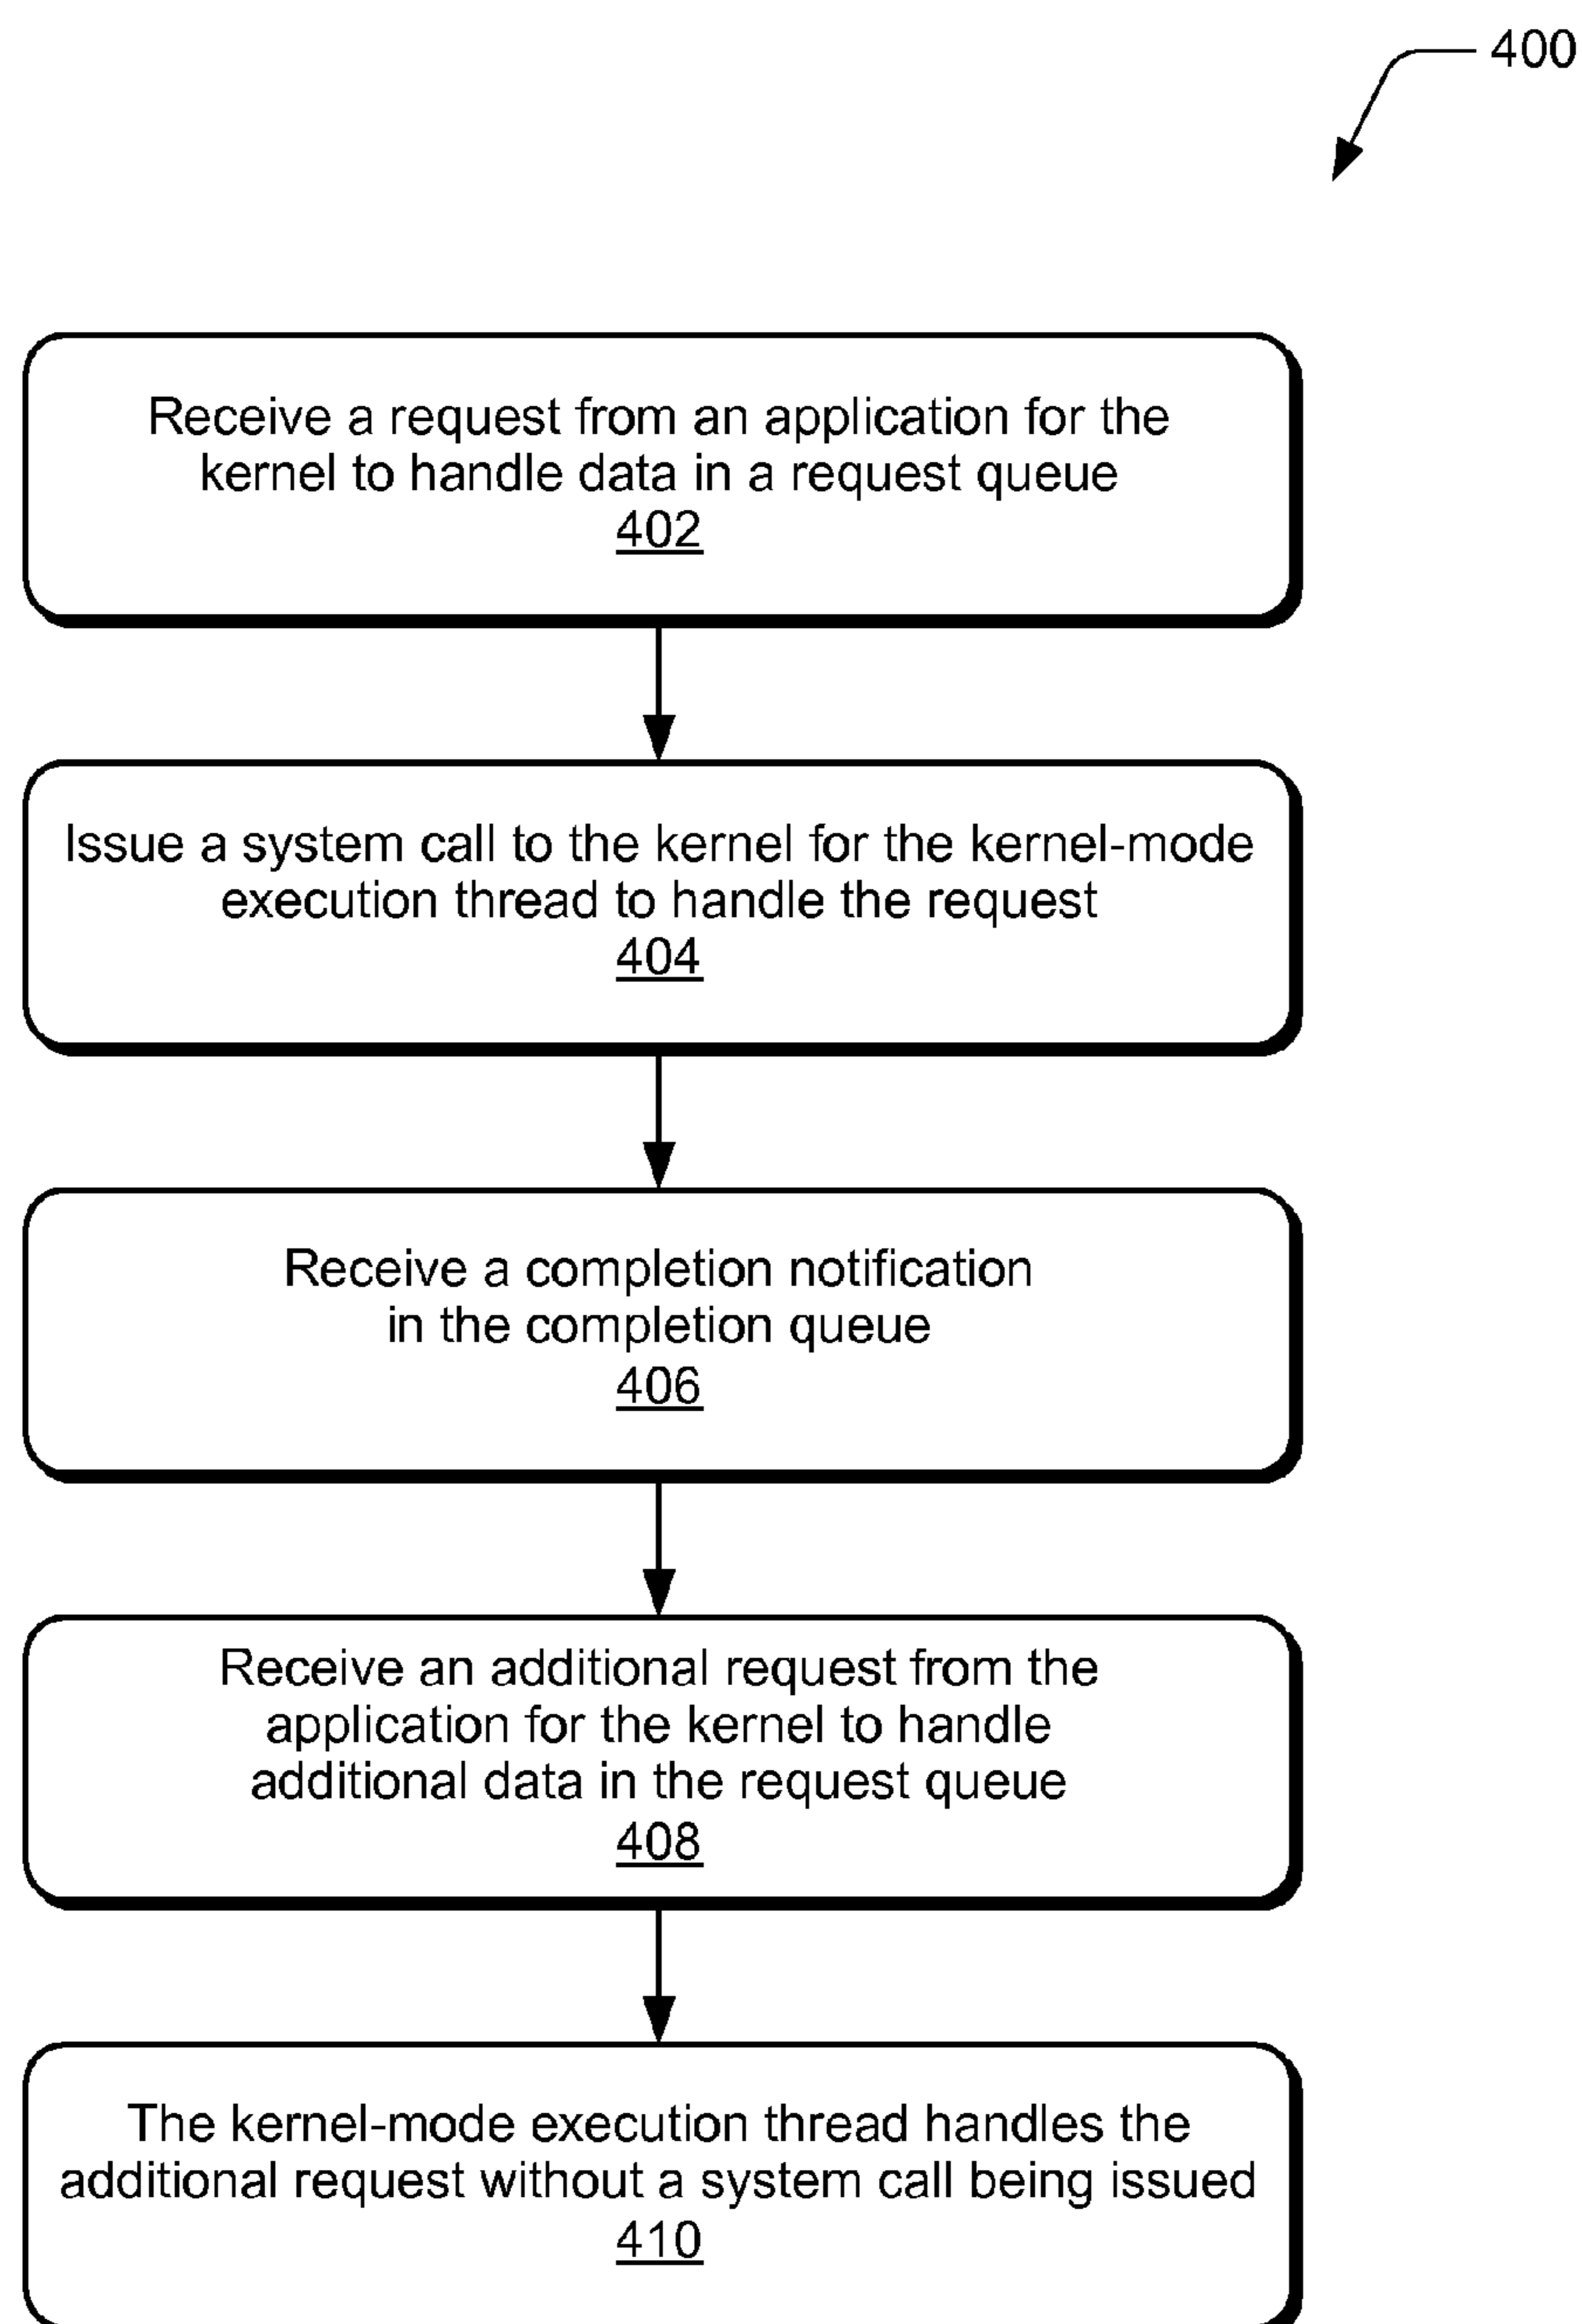 400
Receive a request from an application for the
kernel to handle data in a request queue
402
Issue a system call to the kernel for the kernel-mode
execution thread to handle the request
404
Receive a completion notification
in the completion queue
406
Receive an additional request from the
application for the kernel to handle
additional data in the request queue
408
The kernel-mode execution thread handles the
additional request without a system call being issued
410